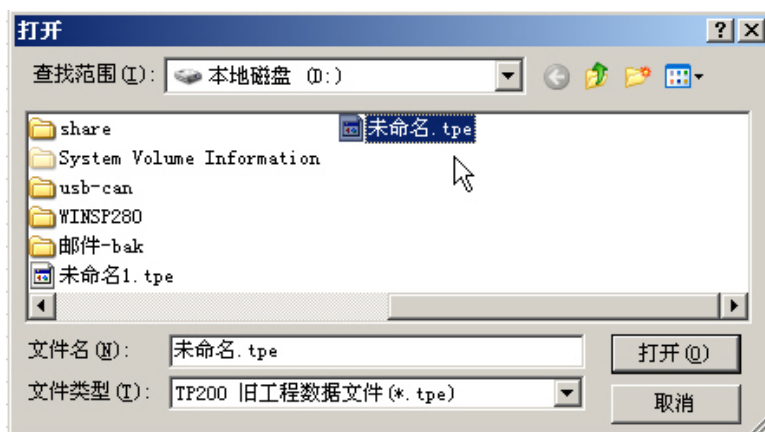 打开
查找范围(I): 本地磁盘 (D:)
share
System Volume Information
usb-can
WINSP280
邮件-bak
未命名1.tpe
未命名.tpe
文件名(N): 未命名.tpe 打开(O)
文件类型(T): TP200 旧工程数据文件(*.tpe) 取消